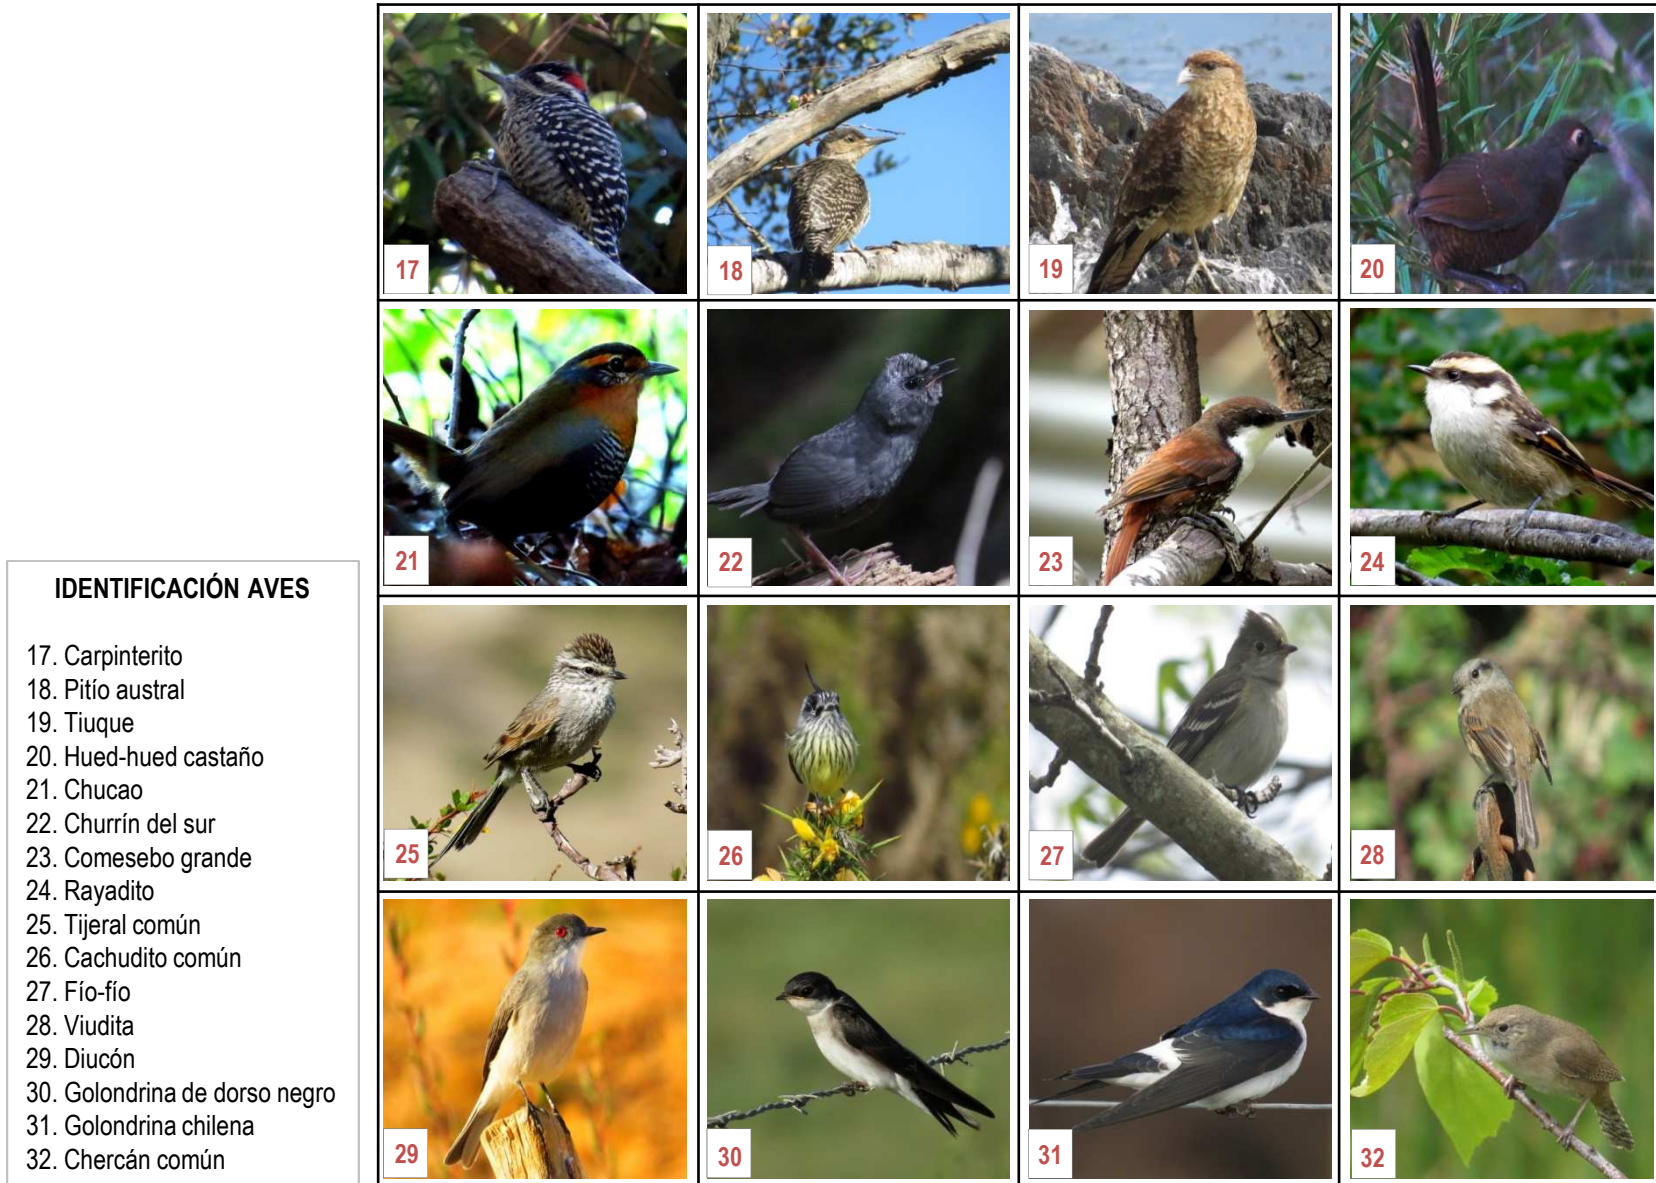 17
18
19
20
21
22
23
24
25
26
27
28
29
30
31
32
IDENTIFICACIÓN AVES
17. Carpinterito
18. Pitío austral
19. Tiuque
20. Hued-hued castaño
21. Chucao
22. Churrín del sur
23. Comesebo grande
24. Rayadito
25. Tijeral común
26. Cachudito común
27. Fío-fío
28. Viudita
29. Diucón
30. Golondrina de dorso negro
31. Golondrina chilena
32. Chercán común